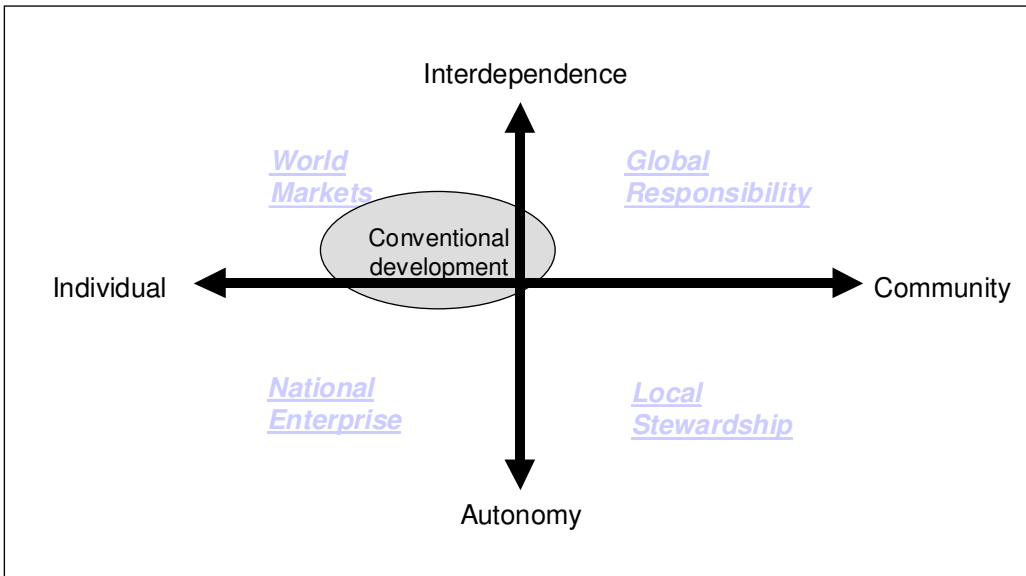 Interdependence
World
Markets
Global
Responsibility
Conventional
development
Individual
Community
National
Enterprise
Local
Stewardship
Autonomy